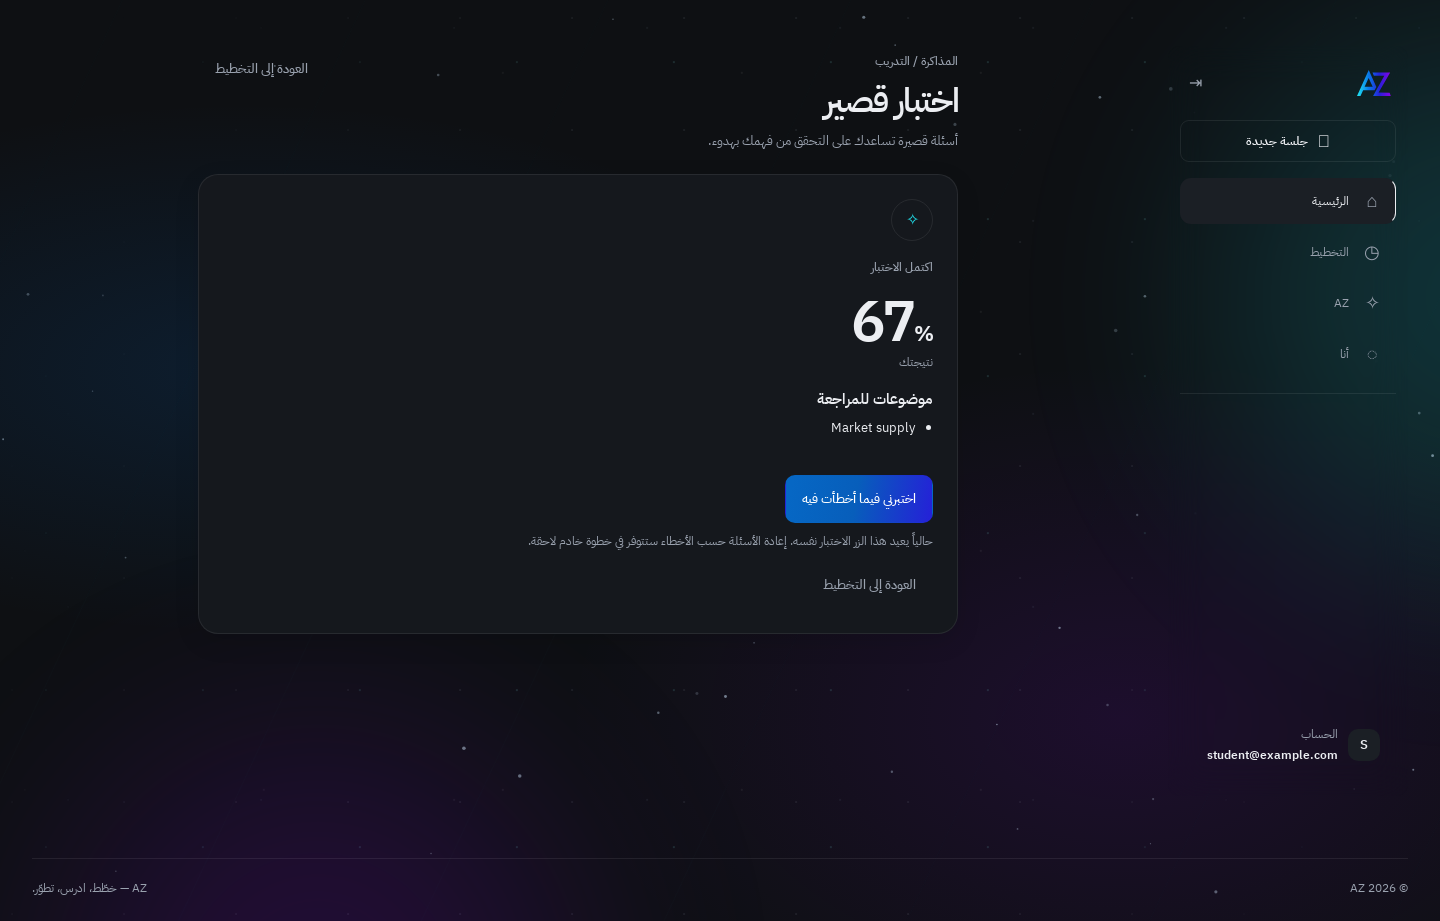 AZ
جلسة جديدة
الرئيسية
التخطيط
AZ
أنا
الحساب
S
student@example.com
المذاكرة / التدريب
اختبار قصير
أسئلة قصيرة تساعدك على التحقق من فهمك بهدوء.
العودة إلى التخطيط
اكتمل الاختبار
67%
نتيجتك
موضوعات للمراجعة
Market supply
اختبرني فيما أخطأت فيه
حالياً يعيد هذا الزر الاختبار نفسه. إعادة الأسئلة حسب الأخطاء ستتوفر في خطوة خادم لاحقة.
العودة إلى التخطيط
© 2026 AZ
AZ — خطّط، ادرس، تطوّر.